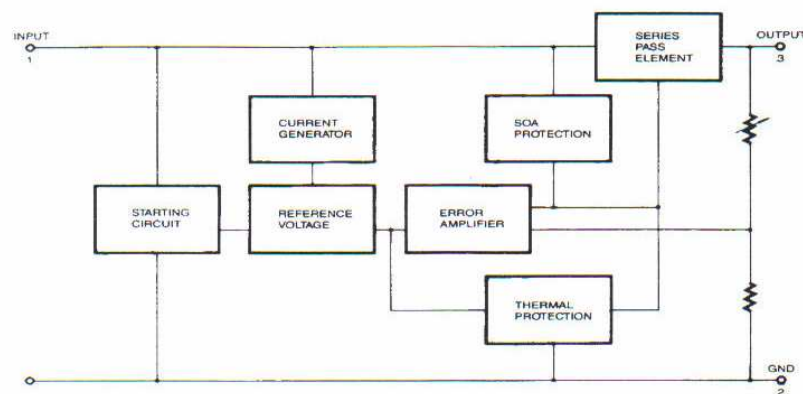 INPUT
1
SERIES
PASS
ELEMENT
OUTPUT
3
CURRENT
GENERATOR
SOA
PROTECTION
STARTING
CIRCUIT
REFERENCE
VOLTAGE
ERROR
AMPLIFIER
THERMAL
PROTECTION
GND
2